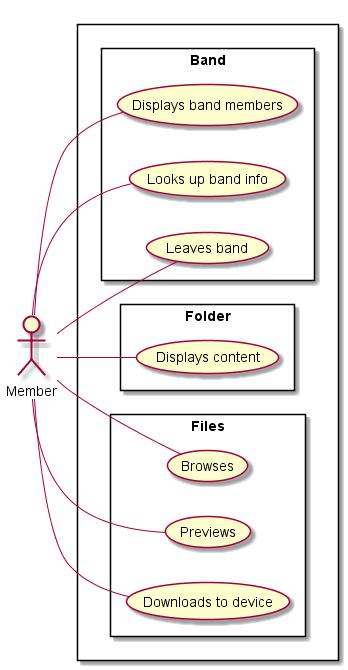 Band
Displays band members
Looks up band info
Leaves band
Folder
Displays content
Member
Files
Browses
Previews
Downloads to device